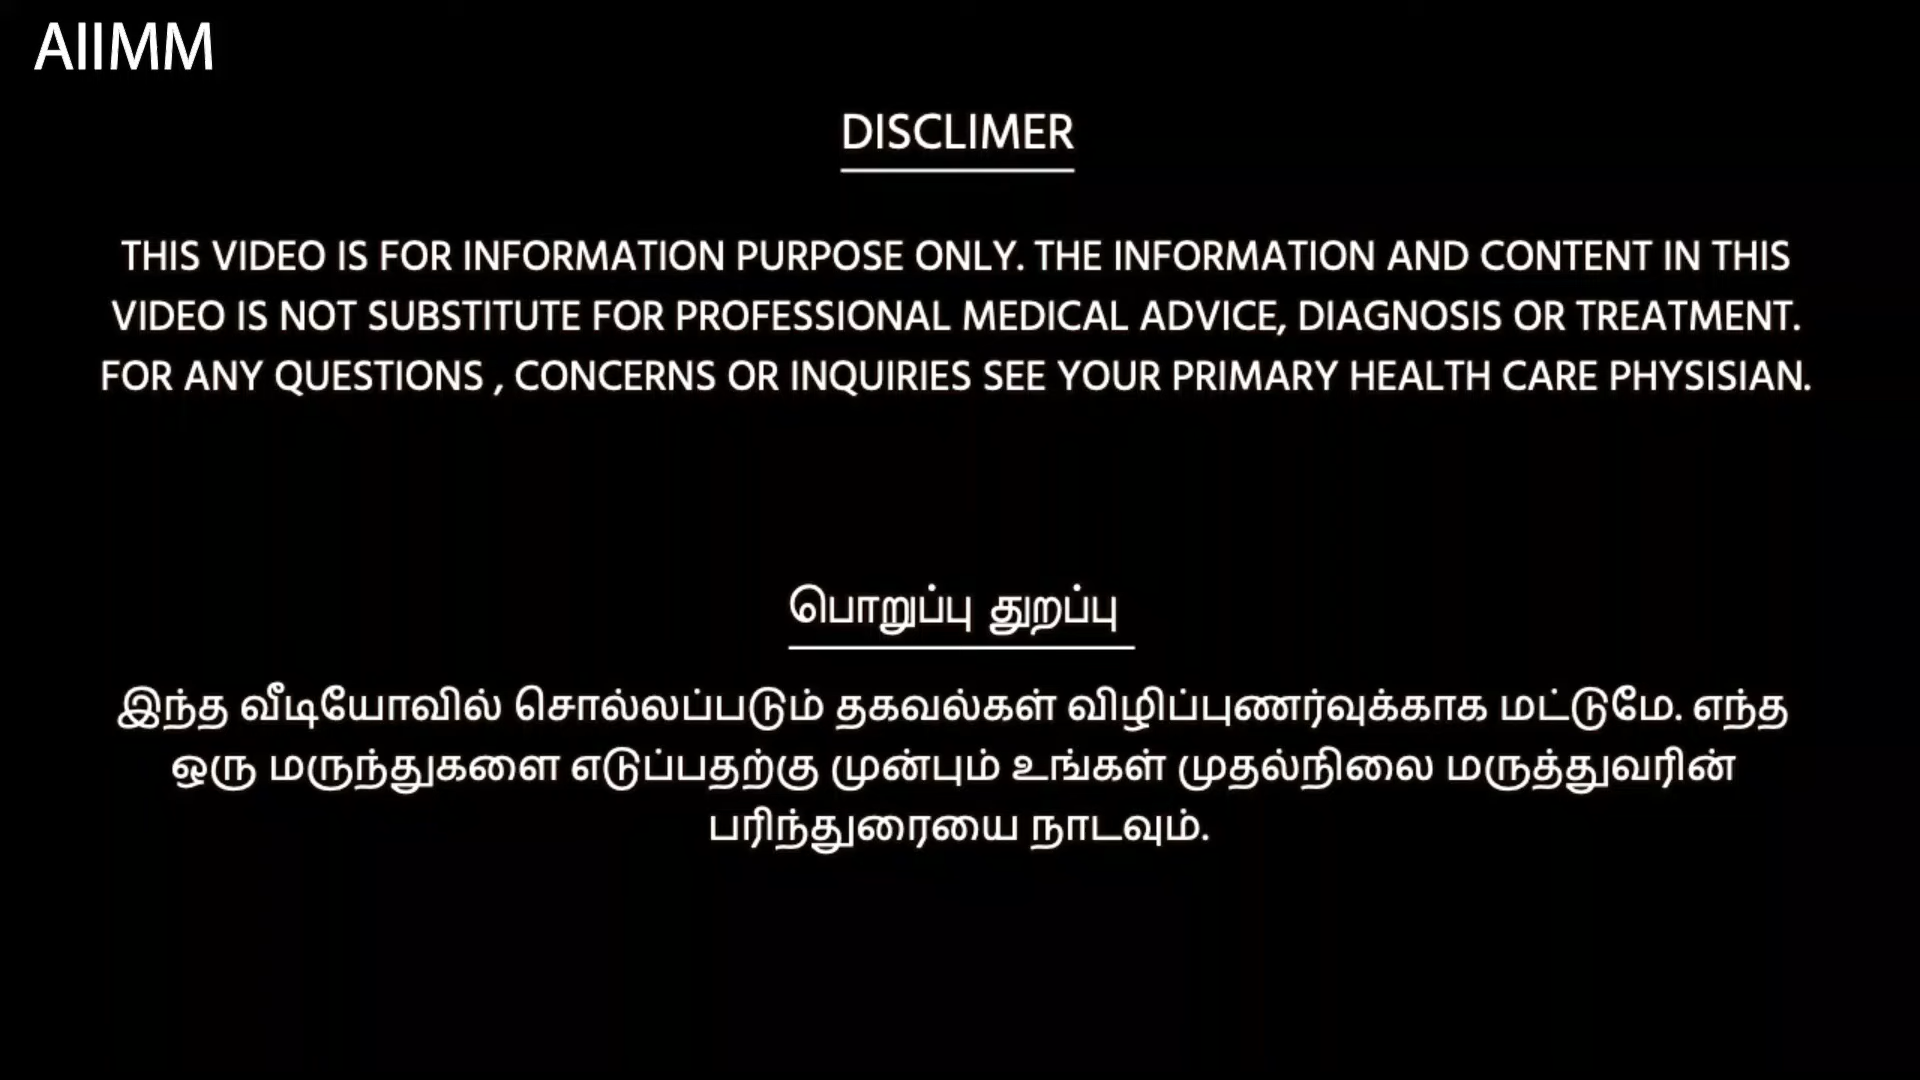 AIIMM
DISCLIMER
THIS VIDEO IS FOR INFORMATION PURPOSE ONLY. THE INFORMATION AND CONTENT IN THIS
VIDEO IS NOT SUBSTITUTE FOR PROFESSIONAL MEDICAL ADVICE, DIAGNOSIS OR TREATMENT.
FOR ANY QUESTIONS , CONCERNS OR INQUIRIES SEE YOUR PRIMARY HEALTH CARE PHYSISIAN.
பொறுப்பு துறப்பு
இந்த வீடியோவில் சொல்லப்படும் தகவல்கள் விழிப்புணர்வுக்காக மட்டுமே. எந்த
ஒரு மருந்துகளை எடுப்பதற்கு முன்பும் உங்கள் முதல்நிலை மருத்துவரின்
பரிந்துரையை நாடவும்.